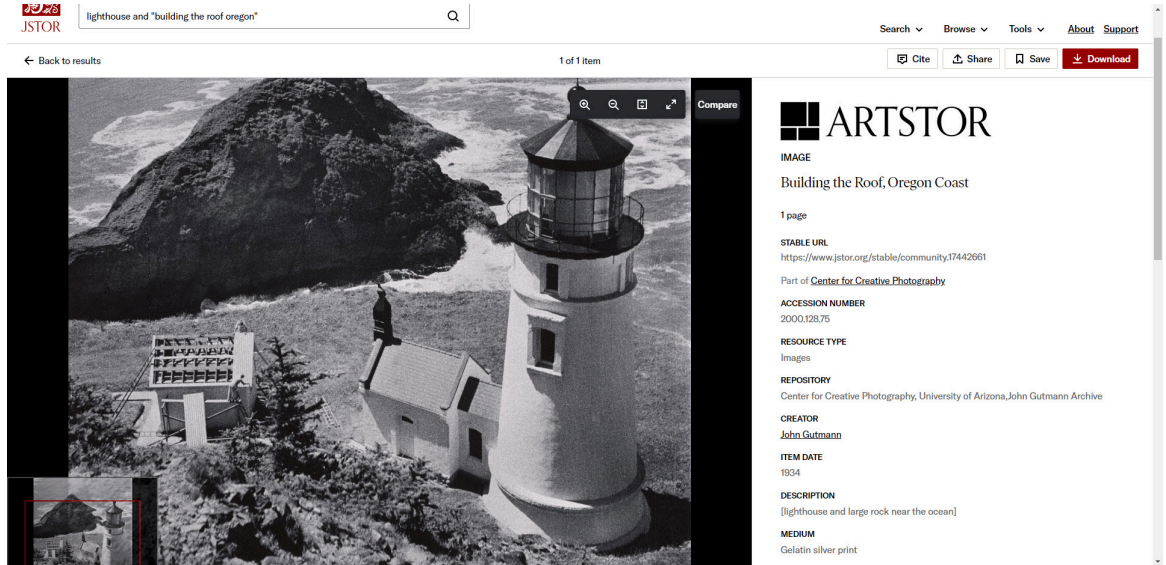 JSTOR
lighthouse and "building the roof oregon"
Search
Browse
Tools
About
Support
Back to results
1 of 1 item
Cite
Share
Save
Download
Compare
ARTSTOR
IMAGE
Building the Roof, Oregon Coast
1 page
STABLE URL
https://www.jstor.org/stable/community.17442661
Part of Center for Creative Photography
ACCESSION NUMBER
2000.128.75
RESOURCE TYPE
Images
REPOSITORY
Center for Creative Photography, University of Arizona,John Gutmann Archive
CREATOR
John Gutmann
ITEM DATE
1934
DESCRIPTION
[lighthouse and large rock near the ocean]
MEDIUM
Gelatin silver print